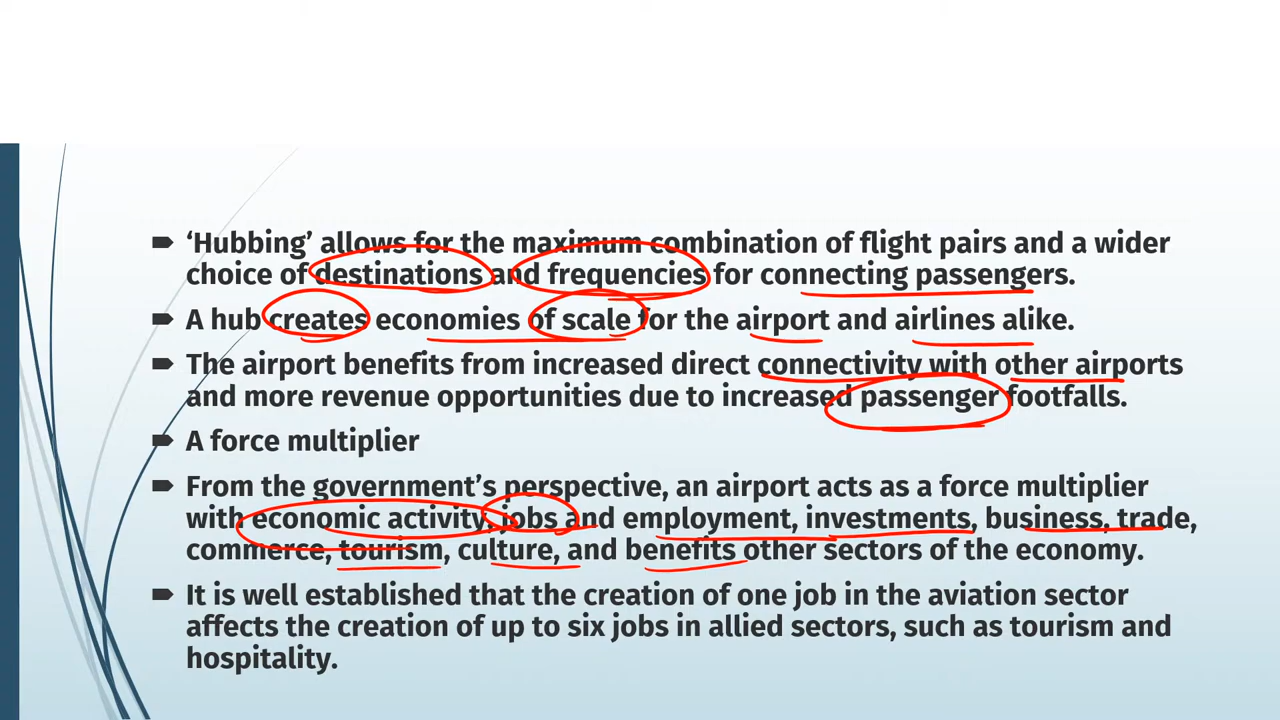 ‘Hubbing’ allows for the maximum combination of flight pairs and a wider
choice of destinations and frequencies for connecting passengers.
A hub creates economies of scale for the airport and airlines alike.
The airport benefits from increased direct connectivity with other airports
and more revenue opportunities due to increased passenger footfalls.
A force multiplier
From the government’s perspective, an airport acts as a force multiplier
with economic activity, jobs and employment, investments, business, trade,
commerce, tourism, culture, and benefits other sectors of the economy.
It is well established that the creation of one job in the aviation sector
affects the creation of up to six jobs in allied sectors, such as tourism and
hospitality.